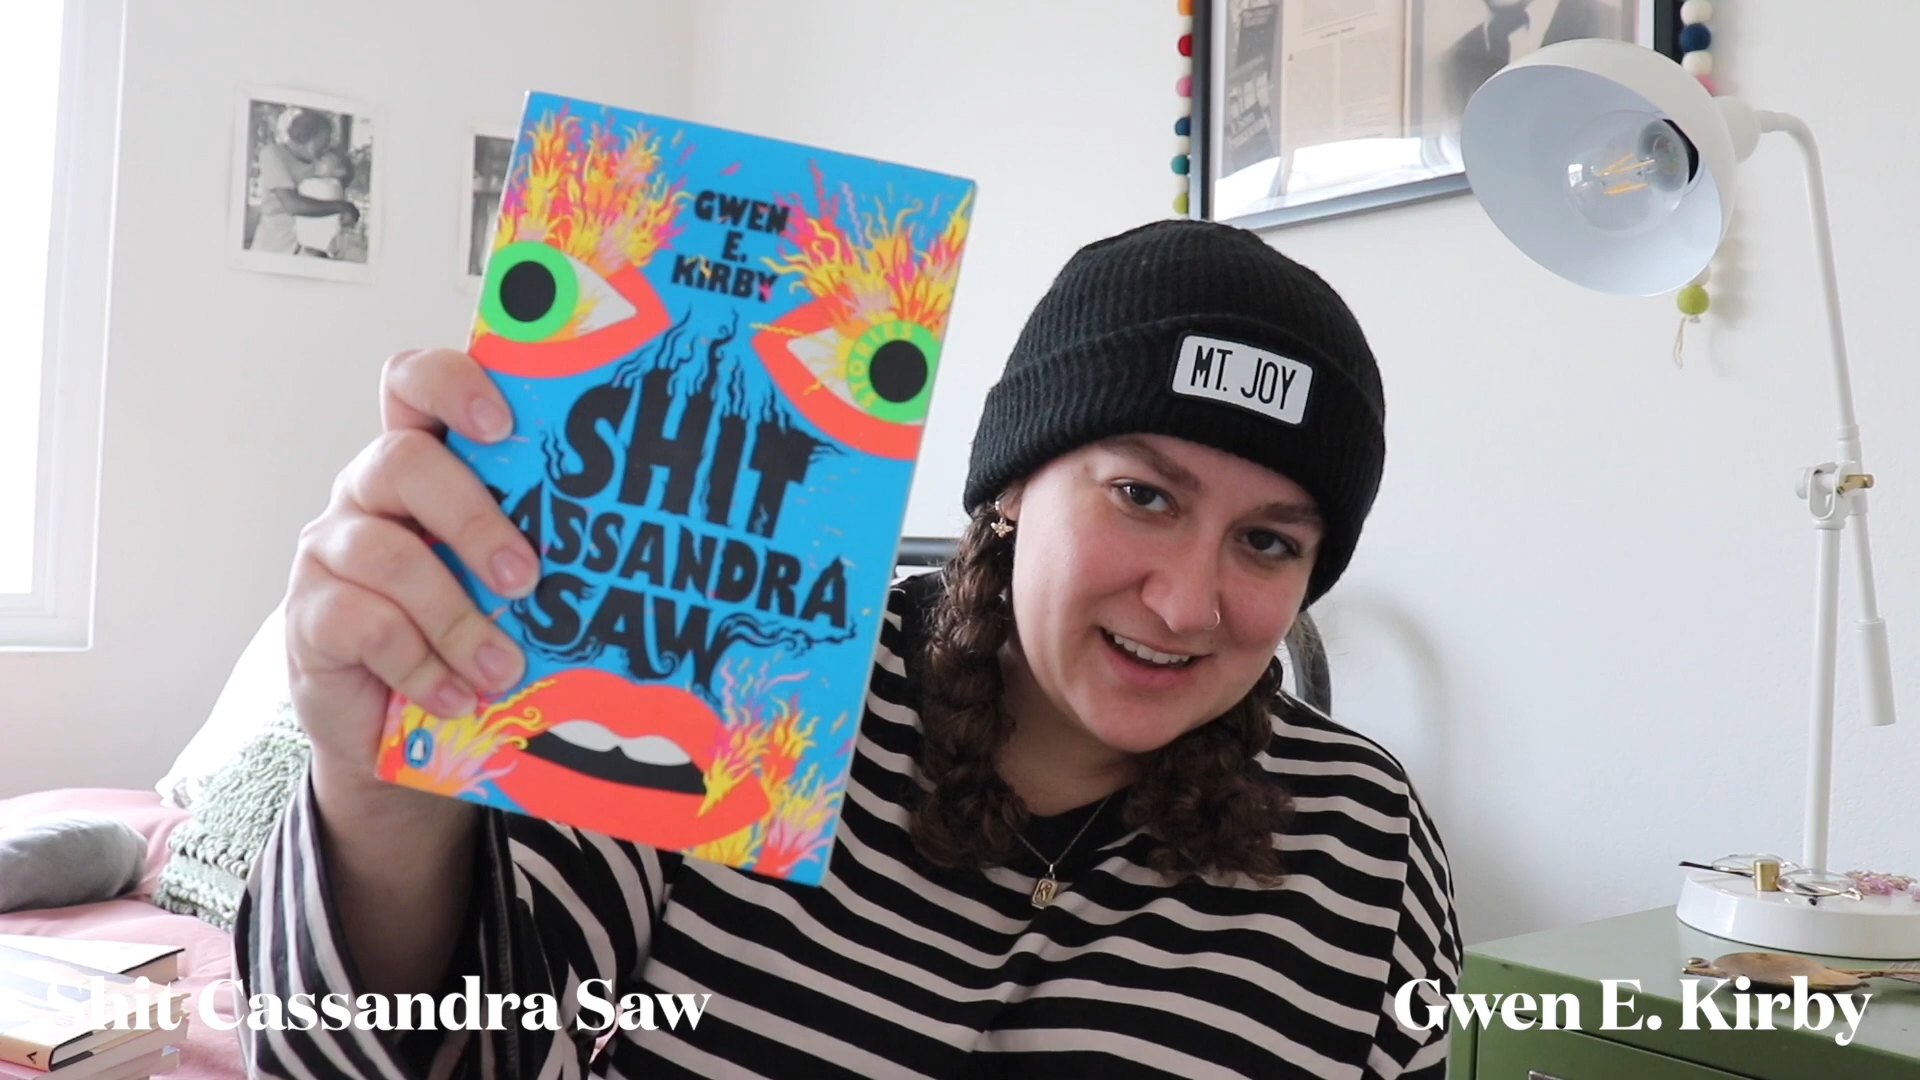 GWEN
E.
KIRBY
STORIES
SHIT
CASSANDRA
SAW
MT. JOY
Shit Cassandra Saw
Gwen E. Kirby